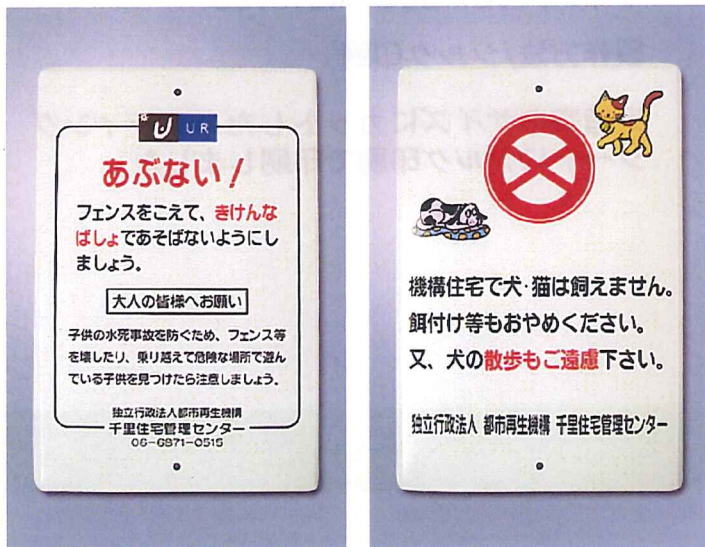 UR
あぶない!
フェンスをこえて、きけんな
ばしょであそばないようにし
ましょう。
大人の皆様へお願い
子供の水死事故を防ぐため、フェンス等
を壊したり、乗り越えて危険な場所で遊ん
でいる子供を見つけたら注意しましょう。
独立行政法人都市再生機構
千里住宅管理センター
06-6871-0515
機構住宅で犬・猫は飼えません。
餌付け等もおやめください。
又、犬の散歩もご遠慮下さい。
独立行政法人 都市再生機構 千里住宅管理センター